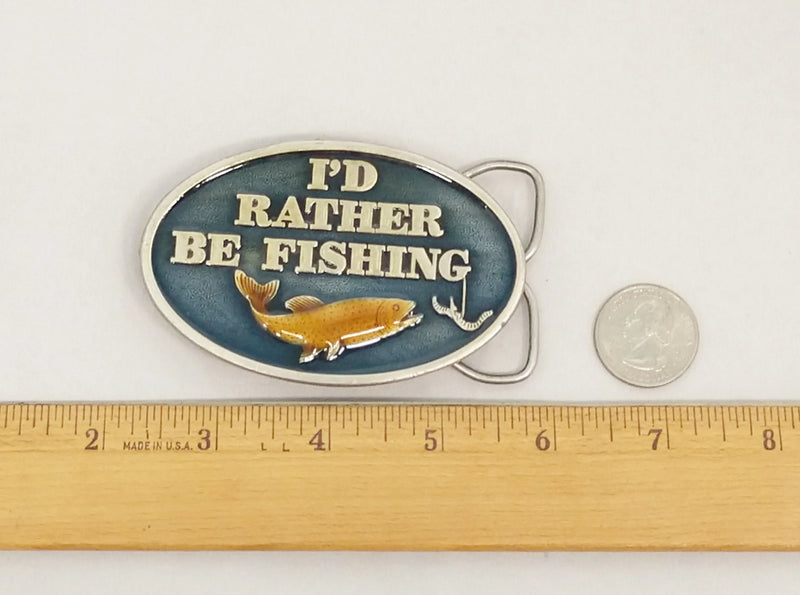 I'D
RATHER
BE FISHING
2 MADE IN U.S.A. 3 4 5 6 7 8